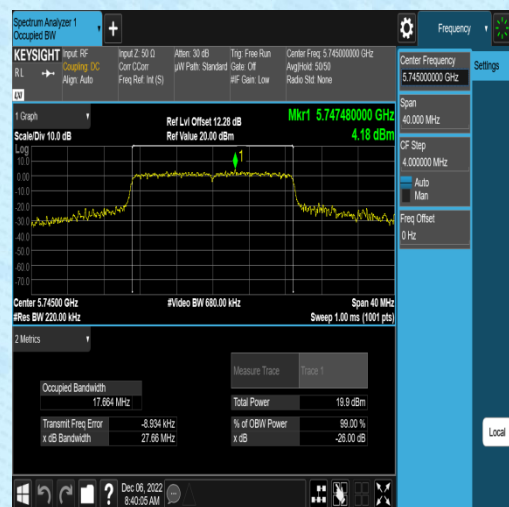 Spectrum Analyzer 1
Occupied BW
Frequency
KEYSIGHT
Input: RF
Coupling: DC
Align: Auto
Input Z: 50 Ω
Corr CCorr
Freq Ref: Int (S)
Atten: 30 dB
µW Path: Standard
Trig: Free Run
Gate: Off
#IF Gain: Low
Center Freq: 5.745000000 GHz
Avg|Hold: 50/50
Radio Std: None
R L
LXI
Center Frequency
5.745000000 GHz
Settings
Span
40.000 MHz
CF Step
4.000000 MHz
Auto
Man
Freq Offset
0 Hz
Local
1 Graph
Scale/Div 10.0 dB
Ref Lvl Offset 12.28 dB
Ref Value 20.00 dBm
Mkr1 5.747480000 GHz
4.18 dBm
Log
10.0
0.00
-10.0
-20.0
-30.0
-40.0
-50.0
-60.0
-70.0
1
Center 5.74500 GHz
#Res BW 220.00 kHz
#Video BW 680.00 kHz
Span 40 MHz
Sweep 1.00 ms (1001 pts)
2 Metrics
Measure Trace
Trace 1
Occupied Bandwidth
17.664 MHz
Total Power
19.9 dBm
Transmit Freq Error
-8.934 kHz
% of OBW Power
99.00 %
x dB Bandwidth
27.66 MHz
x dB
-26.00 dB
Dec 06, 2022
8:40:05 AM